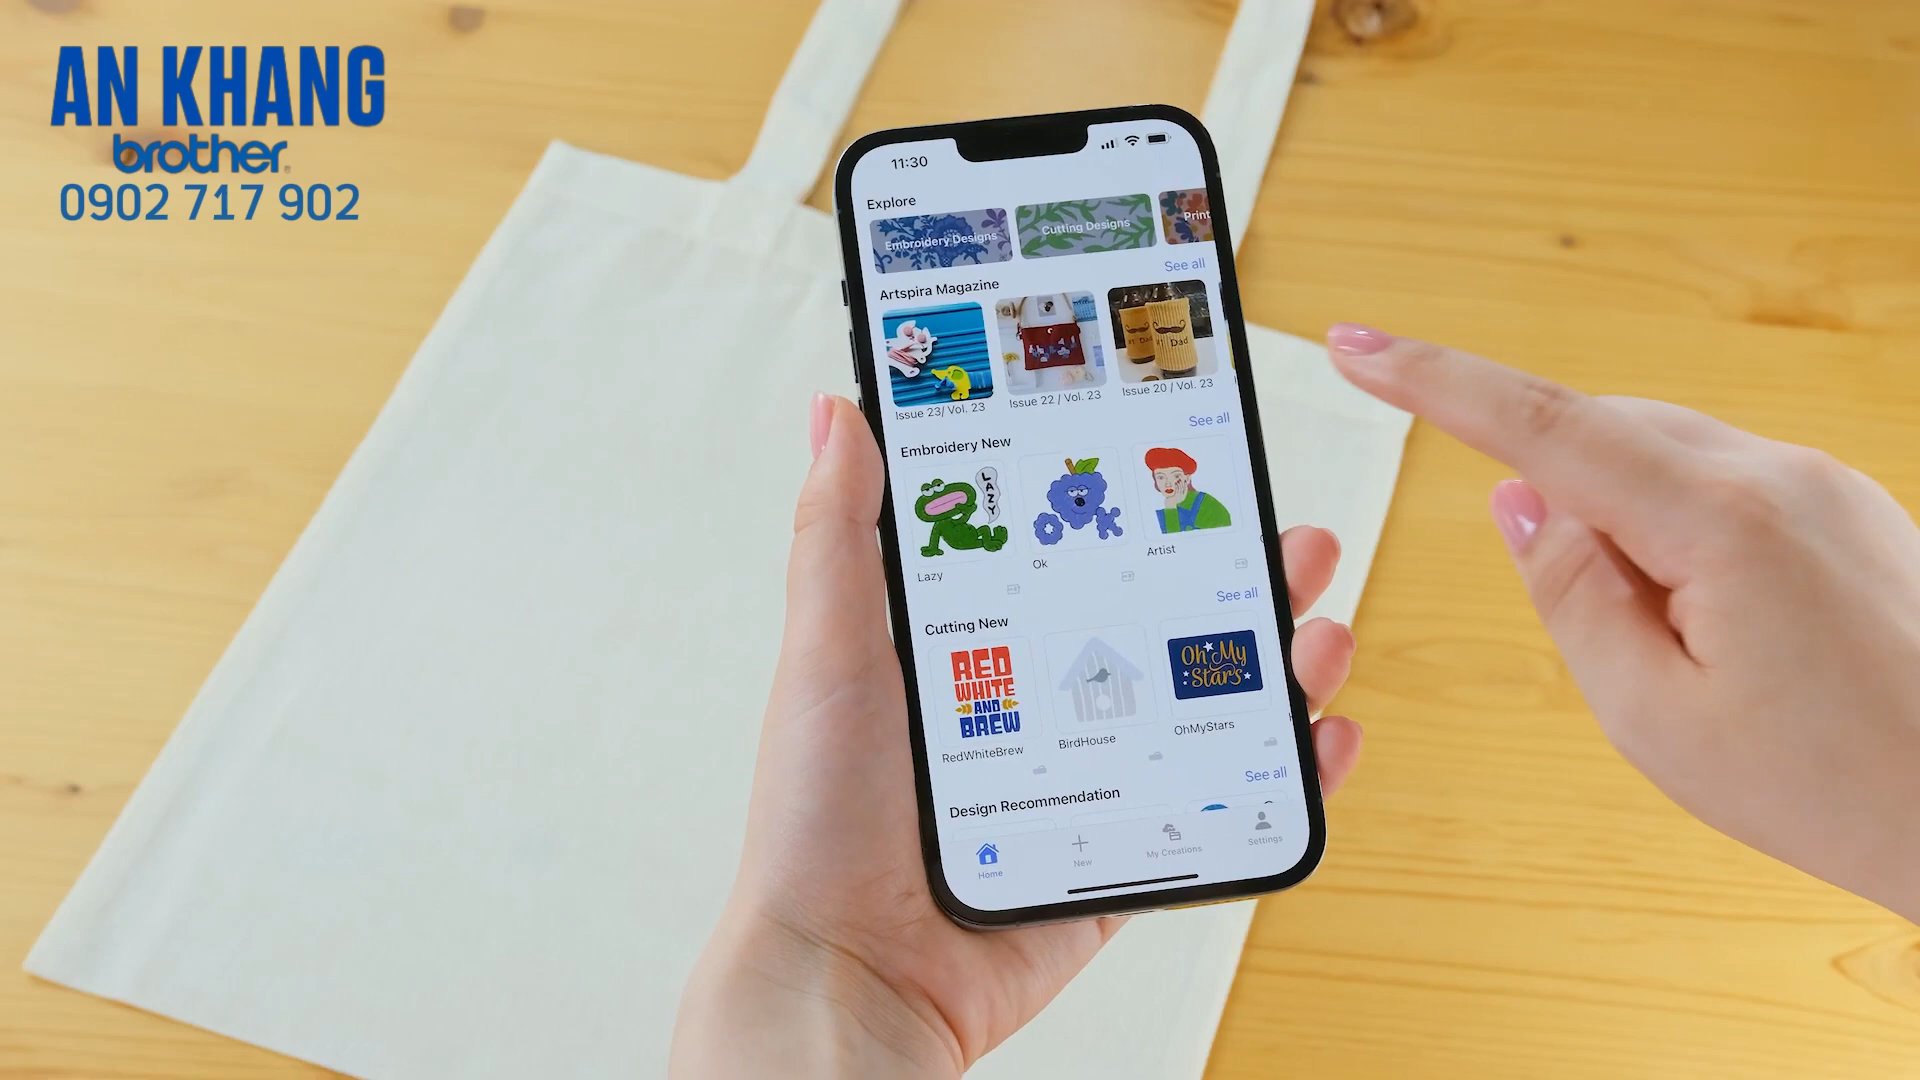 AN KHANG
brother
0902 717 902
11:30
Explore
Embroidery Designs
Cutting Designs
Print
See all
Artspira Magazine
#1 Dad
Issue 23/ Vol. 23
Issue 22 / Vol. 23
Issue 20 / Vol. 23
See all
Embroidery New
LAZY
OK
Lazy
Ok
Artist
See all
Cutting New
RED
WHITE
AND
BREW
Oh My
Stars
RedWhiteBrew
BirdHouse
OhMyStars
See all
Design Recommendation
Home
New
My Creations
Settings